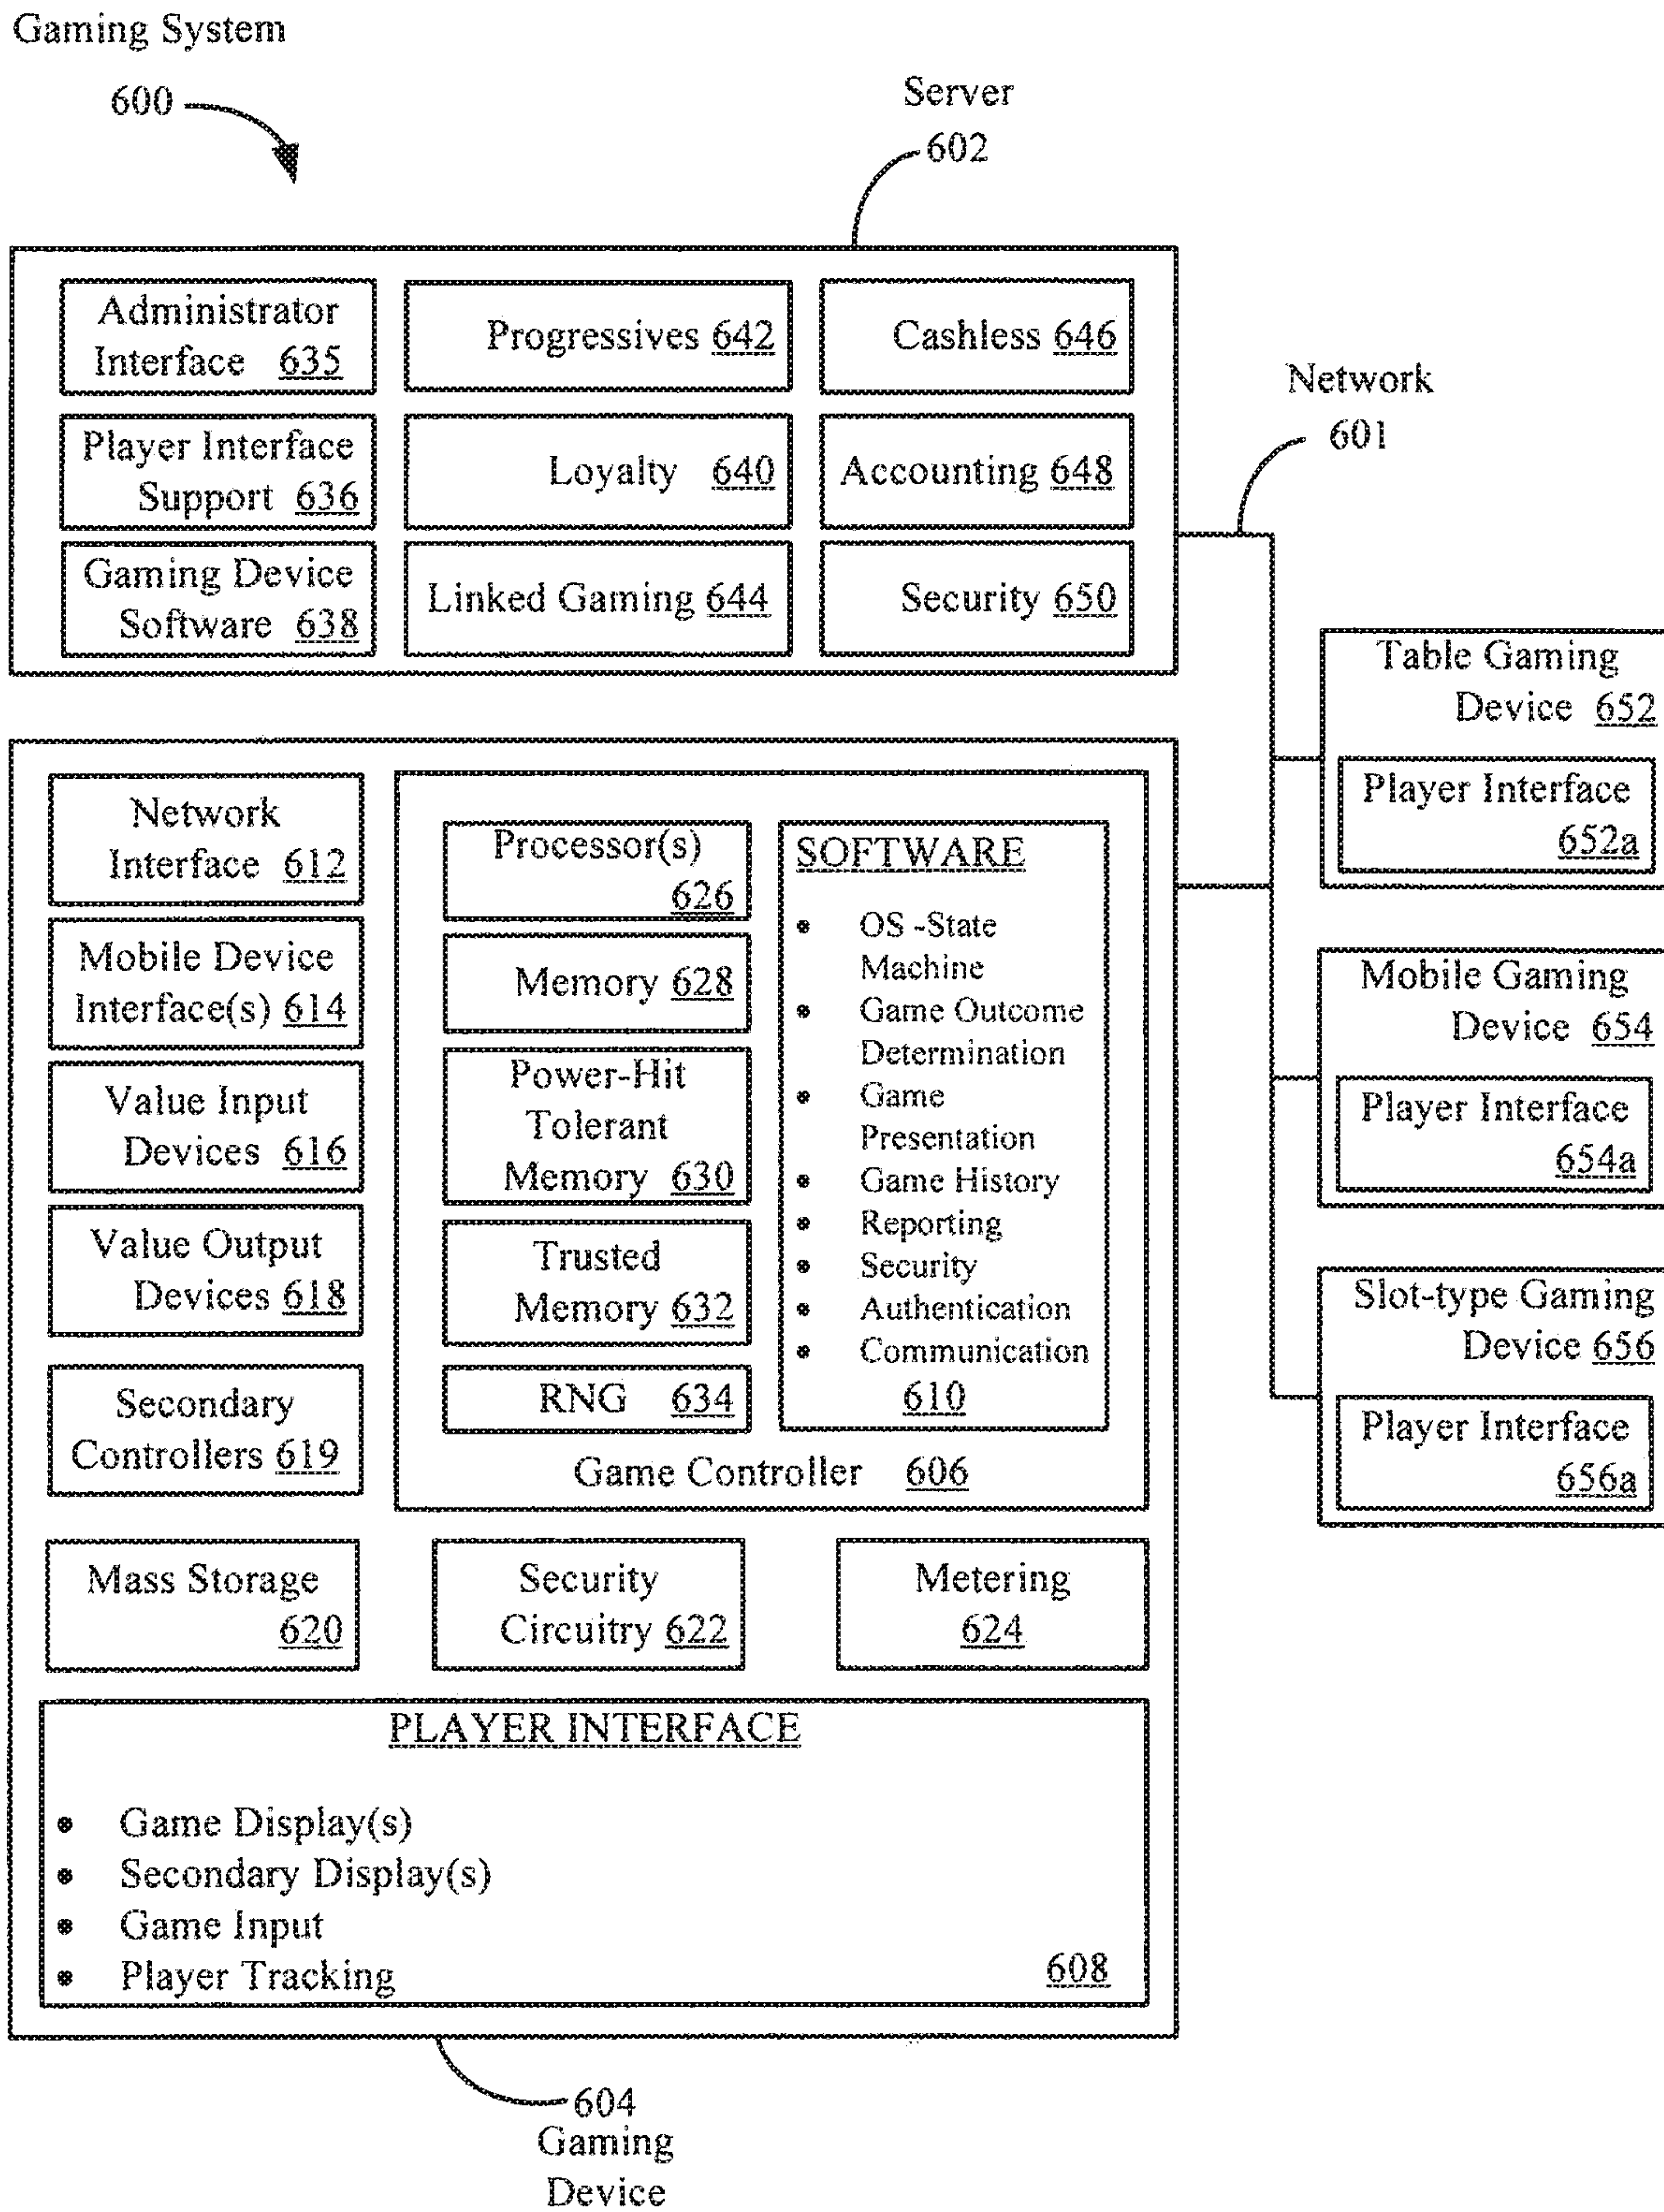 Gaming System
600
Server
602
Administrator
Interface 635
Progressives 642
Cashless 646
Player Interface
Support 636
Loyalty 640
Accounting 648
Gaming Device
Software 638
Linked Gaming 644
Security 650
Network
601
Table Gaming
Device 652
Player Interface
652a
Mobile Gaming
Device 654
Player Interface
654a
Slot-type Gaming
Device 656
Player Interface
656a
Network
Interface 612
Mobile Device
Interface(s) 614
Value Input
Devices 616
Value Output
Devices 618
Secondary
Controllers 619
Processor(s)
626
Memory 628
Power-Hit
Tolerant
Memory 630
Trusted
Memory 632
RNG 634
SOFTWARE
• OS -State
Machine
• Game Outcome
Determination
• Game
Presentation
• Game History
• Reporting
• Security
• Authentication
• Communication
610
Game Controller 606
Mass Storage
620
Security
Circuitry 622
Metering
624
PLAYER INTERFACE
• Game Display(s)
• Secondary Display(s)
• Game Input
• Player Tracking
608
604
Gaming
Device